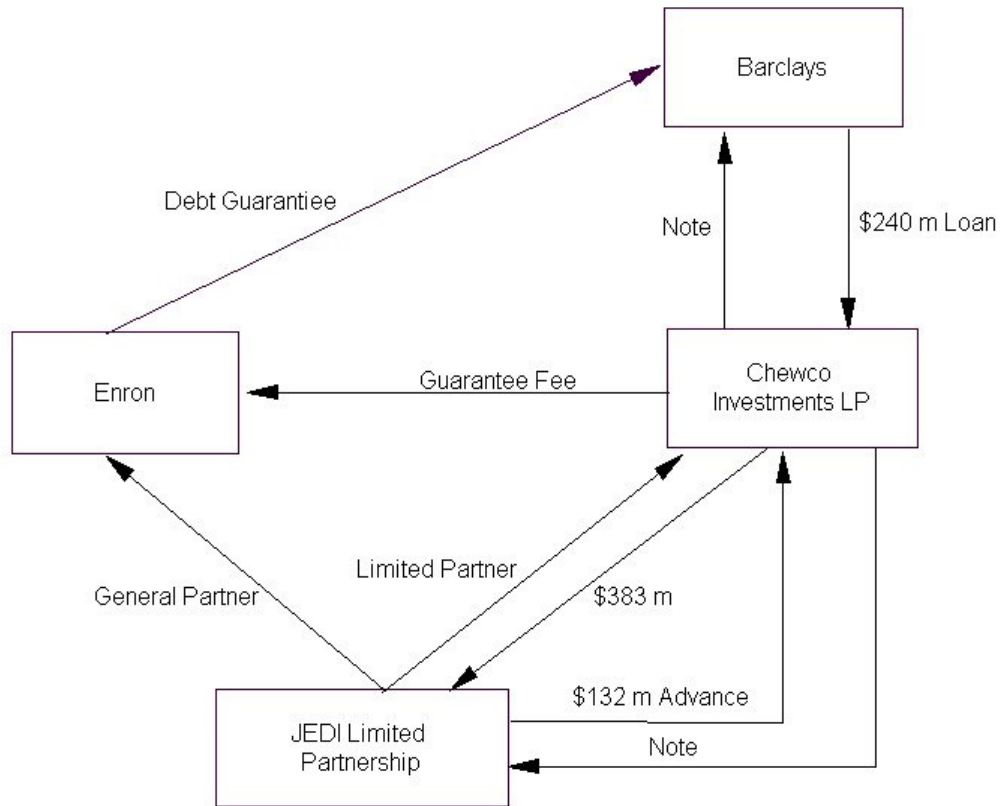 Barclays
Debt Guarantiee
Note
$240 m Loan
Enron
Guarantee Fee
Chewco
Investments LP
General Partner
Limited Partner
$383 m
JEDI Limited
Partnership
$132 m Advance
Note